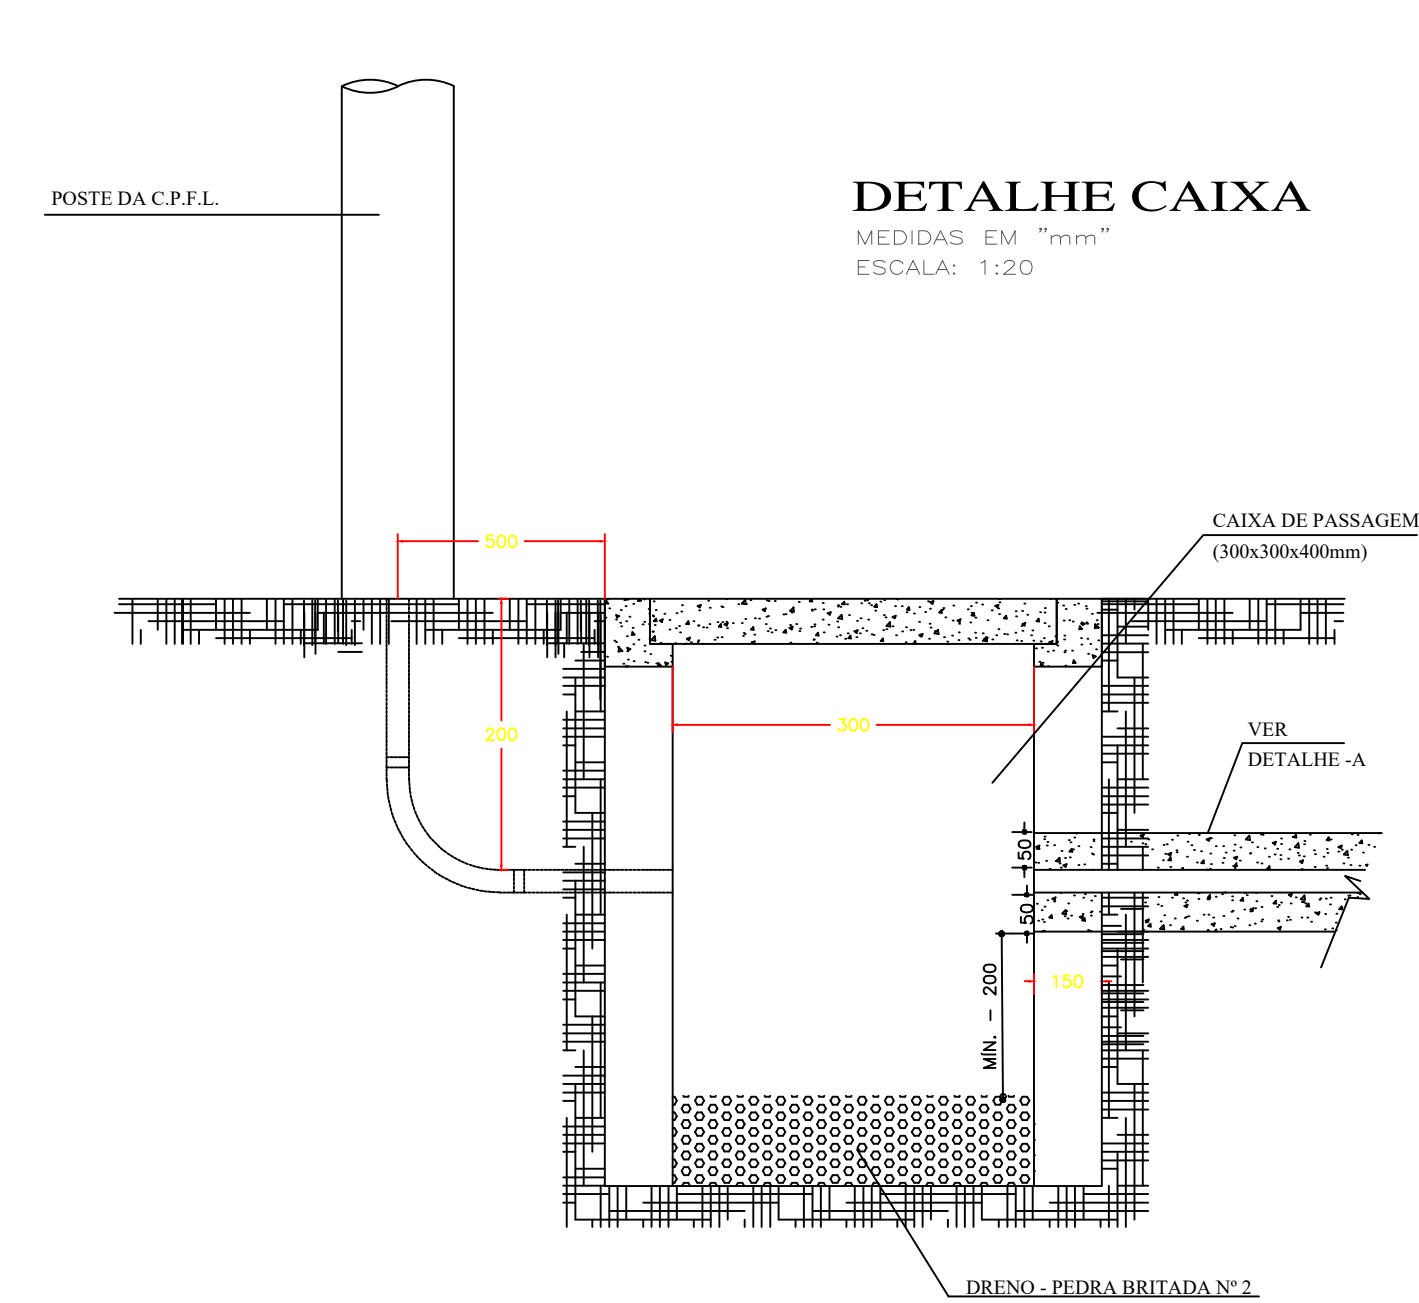 POSTE DA C.P.F.L.
DETALHE CAIXA
MEDIDAS EM "mm"
ESCALA: 1:20
CAIXA DE PASSAGEM
(300x300x400mm)
500
200
300
VER
DETALHE -A
50
50
MÍN. - 200
150
DRENO - PEDRA BRITADA Nº 2